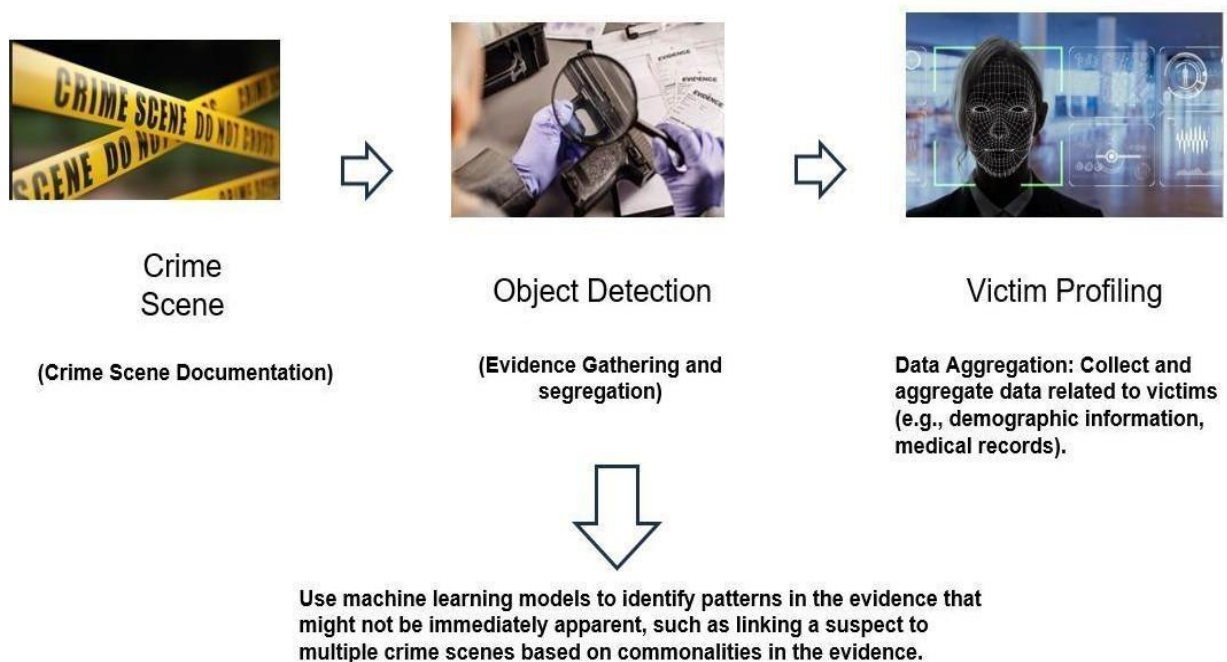 CRIME SCENE DO NOT CROSS
SCENE DO NOT
EVIDENCE
EVIDENCE
EVIDENCE
Crime
Scene
Object Detection
Victim Profiling
(Crime Scene Documentation)
(Evidence Gathering and
segregation)
Data Aggregation: Collect and
aggregate data related to victims
(e.g., demographic information,
medical records).
Use machine learning models to identify patterns in the evidence that
might not be immediately apparent, such as linking a suspect to
multiple crime scenes based on commonalities in the evidence.